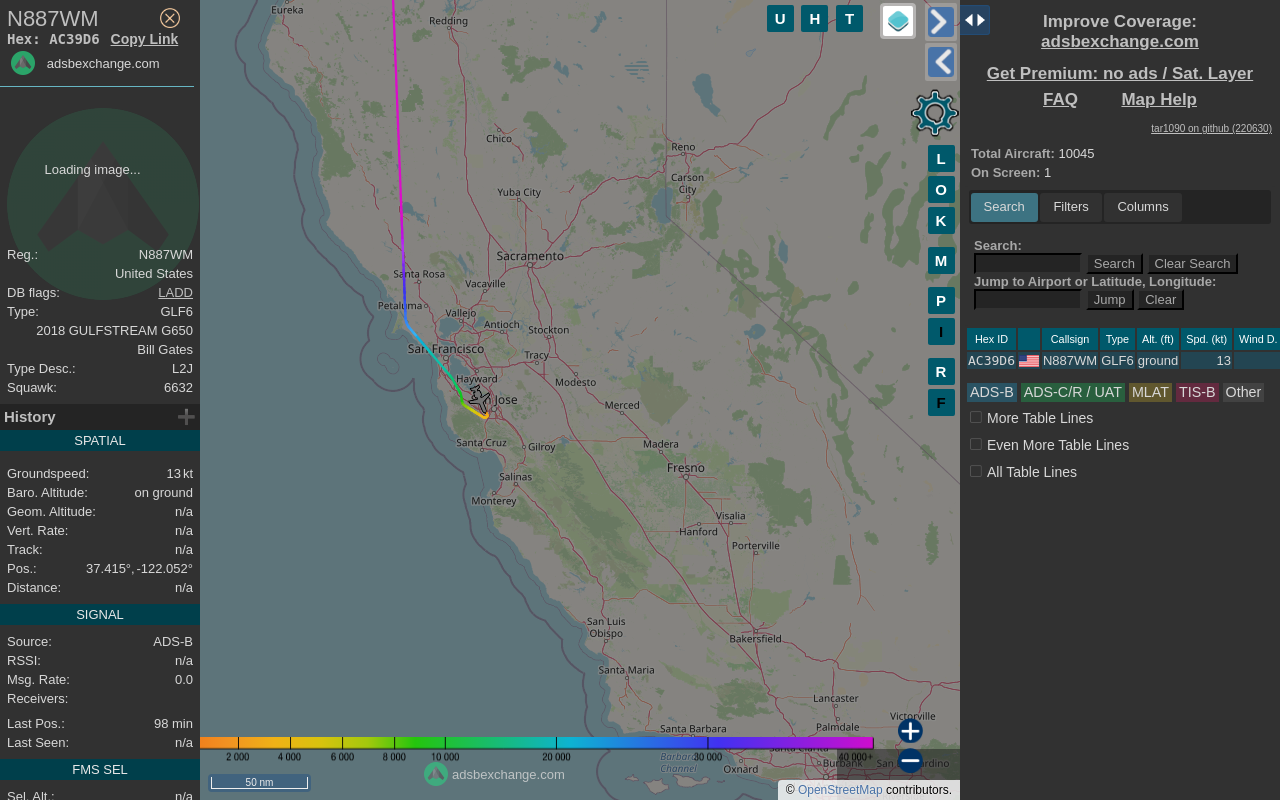 N887WM
Hex: AC39D6 Copy Link
adsbexchange.com
Loading image...
Reg.: N887WM
United States
DB flags: LADD
Type: GLF6
2018 GULFSTREAM G650
Bill Gates
Type Desc.: L2J
Squawk: 6632
History
SPATIAL
Groundspeed: 13 kt
Baro. Altitude: on ground
Geom. Altitude: n/a
Vert. Rate: n/a
Track: n/a
Pos.: 37.415°, -122.052°
Distance: n/a
SIGNAL
Source: ADS-B
RSSI: n/a
Msg. Rate: 0.0
Receivers:
Last Pos.: 98 min
Last Seen: n/a
FMS SEL
Sel. Alt.: n/a
Eureka
Redding
Chico
Reno
Carson
City
Yuba City
Sacramento
Santa Rosa
Vacaville
Petaluma
Vallejo
Antioch
Stockton
San Francisco
Tracy
Hayward
Modesto
Jose
Merced
Santa Cruz
Gilroy
Madera
Fresno
Salinas
Monterey
Visalia
Hanford
Porterville
San Luis
Obispo
Bakersfield
Santa Maria
Lancaster
Palmdale
Victorville
Santa Barbara
Santa Clarita
Barbara
Channel
Oxnard
Burbank
San Bernardino
2 000 4 000 6 000 8 000 10 000 20 000 30 000 40 000+
50 nm
adsbexchange.com
© OpenStreetMap contributors.
U H T
L
O
K
M
P
I
R
F
Improve Coverage:
adsbexchange.com
Get Premium: no ads / Sat. Layer
FAQ Map Help
tar1090 on github (220630)
Total Aircraft: 10045
On Screen: 1
Search Filters Columns
Search:
Search Clear Search
Jump to Airport or Latitude, Longitude:
Jump Clear
Hex ID Callsign Type Alt. (ft) Spd. (kt) Wind D.
AC39D6 N887WM GLF6 ground 13
ADS-B ADS-C/R / UAT MLAT TIS-B Other
More Table Lines
Even More Table Lines
All Table Lines